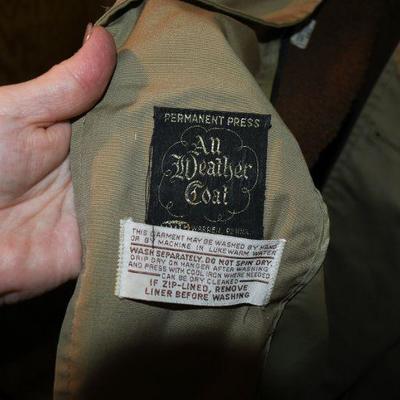 PERMANENT PRESS
All
Weather
Coat
WARREN
THIS GARMENT MAY BE WASHED BY HAND
OR BY MACHINE IN LUKEWARM WATER
WASH SEPARATELY. DO NOT SPIN DRY.
DRIP DRY ON HANGER AFTER WASHING
AND PRESS WITH COOL IRON WHERE NEEDED
CAN BE DRY CLEANED
IF ZIP-LINED, REMOVE
LINER BEFORE WASHING